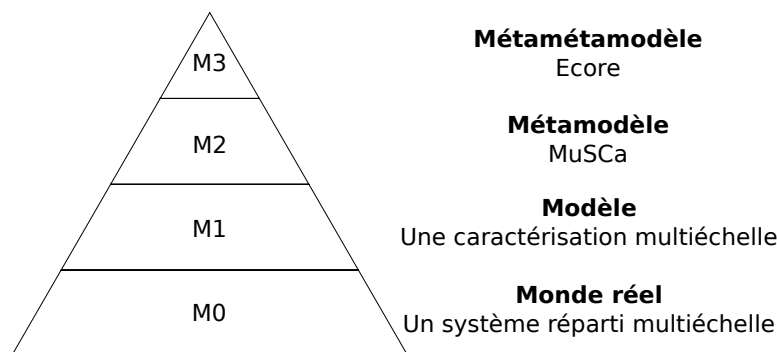 M3
Métamétamodèle
Ecore
M2
Métamodèle
MuSCa
M1
Modèle
Une caractérisation multiéchelle
M0
Monde réel
Un système réparti multiéchelle